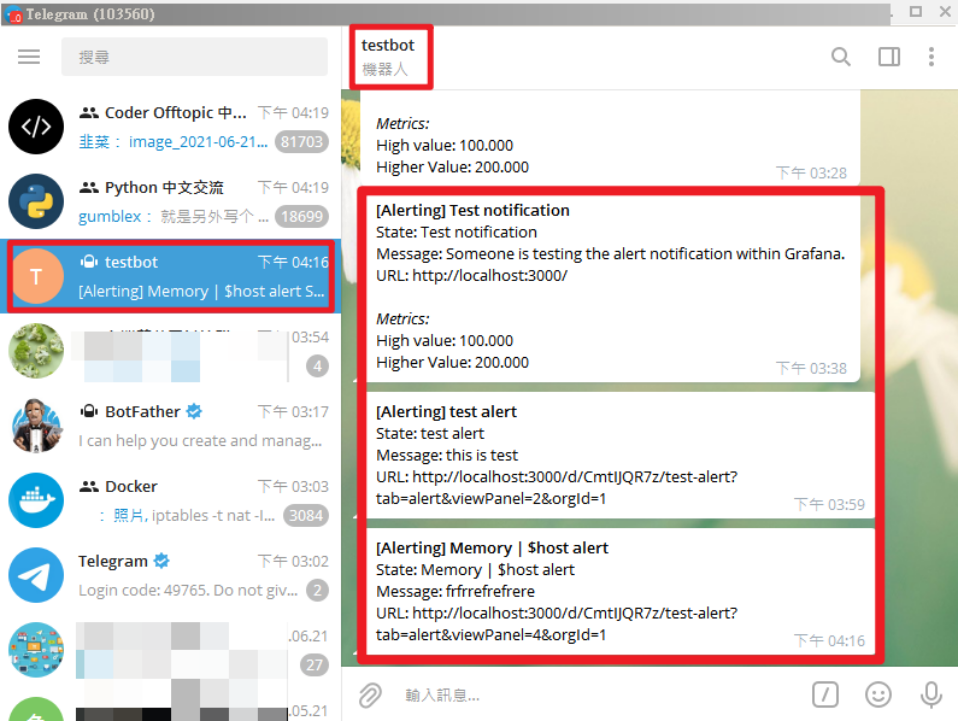 Telegram (103560)
搜尋
Coder Offtopic 中...
下午 04:19
韭菜： image_2021-06-21...
81703
Python 中文交流
下午 04:19
gumblex： 就是另外写个 ...
18699
T
testbot
下午 04:16
[Alerting] Memory | $host alert S...
03:54
4
BotFather
下午 03:17
I can help you create and manag...
Docker
下午 03:03
： 照片, iptables -t nat -I...
3084
Telegram
下午 03:02
Login code: 49765. Do not giv...
2
.06.21
27
.05.21
testbot
機器人
Metrics:
High value: 100.000
Higher Value: 200.000
下午 03:28
[Alerting] Test notification
State: Test notification
Message: Someone is testing the alert notification within Grafana.
URL: http://localhost:3000/
Metrics:
High value: 100.000
Higher Value: 200.000
下午 03:38
[Alerting] test alert
State: test alert
Message: this is test
URL: http://localhost:3000/d/CmtIJQR7z/test-alert?
tab=alert&viewPanel=2&orgId=1
下午 03:59
[Alerting] Memory | $host alert
State: Memory | $host alert
Message: frfrrefrefrere
URL: http://localhost:3000/d/CmtIJQR7z/test-alert?
tab=alert&viewPanel=4&orgId=1
下午 04:16
輸入訊息...